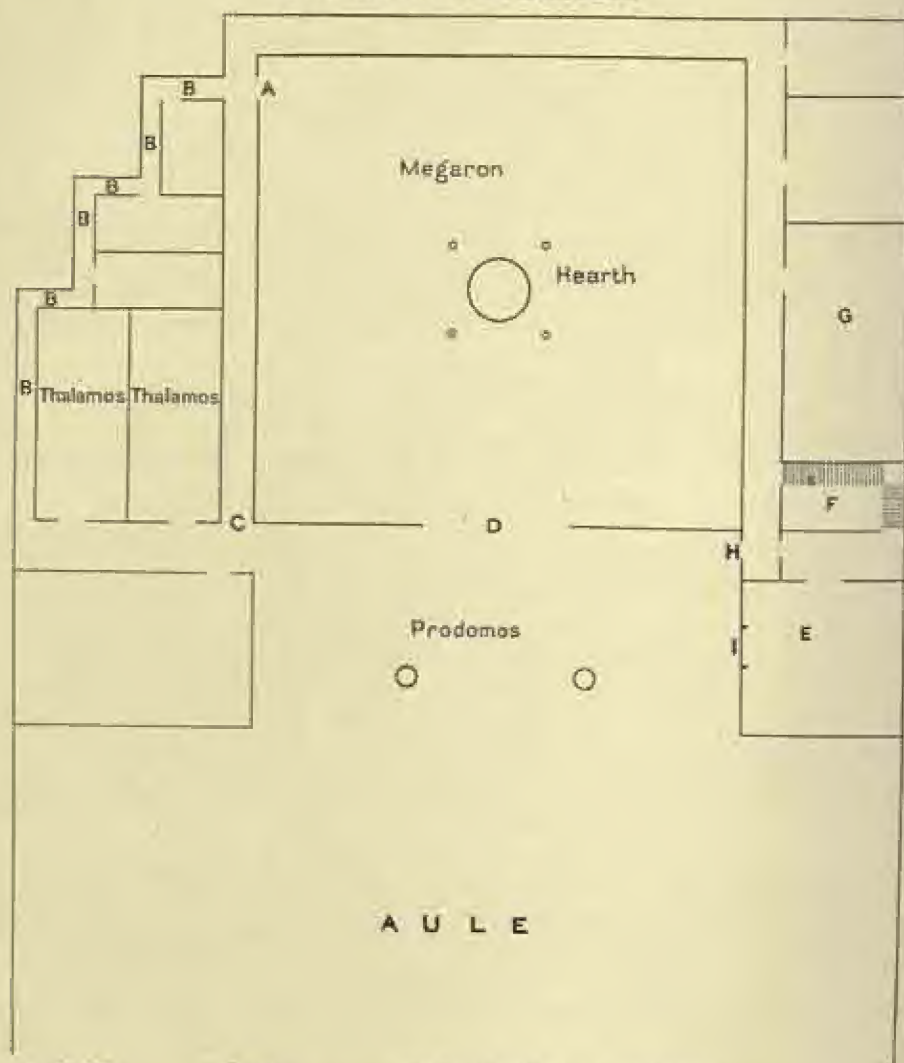 B A
B
Megaron
B
B
Hearth
B
G
B Thalamos Thalamos
F
C D
H
Prodomos E
I
A U L E